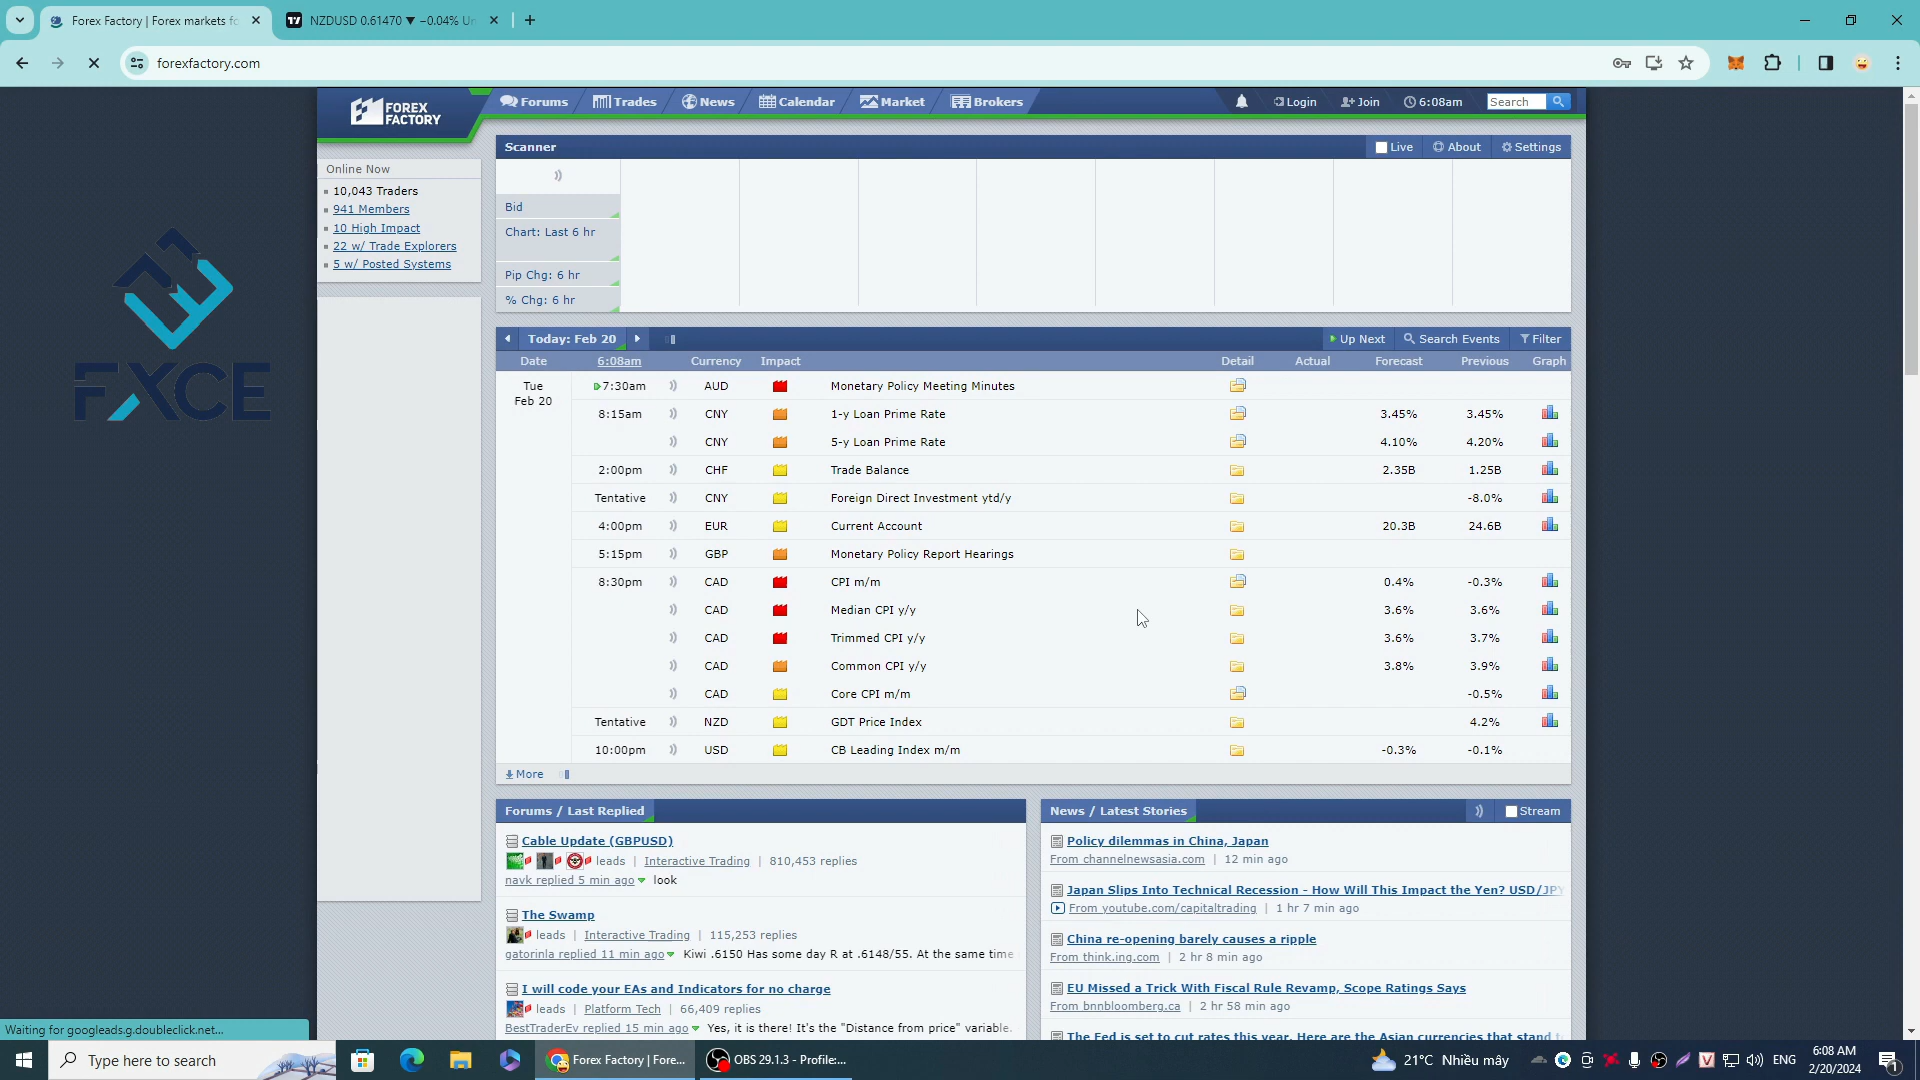 Forex Factory | Forex markets fo
NZDUSD 0.61470 ▼ −0.04% Un
forexfactory.com
FOREX FACTORY
Forums
Trades
News
Calendar
Market
Brokers
Login
Join
6:08am
Search
Online Now
10,043 Traders
941 Members
10 High Impact
22 w/ Trade Explorers
5 w/ Posted Systems
FXCE
Scanner
Live
About
Settings
Bid
Chart: Last 6 hr
Pip Chg: 6 hr
% Chg: 6 hr
Today: Feb 20
Up Next
Search Events
Filter
Date 6:08am Currency Impact Detail Actual Forecast Previous Graph
Tue Feb 20
7:30am AUD Monetary Policy Meeting Minutes
8:15am CNY 1-y Loan Prime Rate 3.45% 3.45%
CNY 5-y Loan Prime Rate 4.10% 4.20%
2:00pm CHF Trade Balance 2.35B 1.25B
Tentative CNY Foreign Direct Investment ytd/y -8.0%
4:00pm EUR Current Account 20.3B 24.6B
5:15pm GBP Monetary Policy Report Hearings
8:30pm CAD CPI m/m 0.4% -0.3%
CAD Median CPI y/y 3.6% 3.6%
CAD Trimmed CPI y/y 3.6% 3.7%
CAD Common CPI y/y 3.8% 3.9%
CAD Core CPI m/m -0.5%
Tentative NZD GDT Price Index 4.2%
10:00pm USD CB Leading Index m/m -0.3% -0.1%
More
Forums / Last Replied
Cable Update (GBPUSD)
leads | Interactive Trading | 810,453 replies
navk replied 5 min ago look
The Swamp
leads | Interactive Trading | 115,253 replies
gatorinla replied 11 min ago Kiwi .6150 Has some day R at .6148/55. At the same time
I will code your EAs and Indicators for no charge
leads | Platform Tech | 66,409 replies
BestTraderEv replied 15 min ago Yes, it is there! It's the "Distance from price" variable.
News / Latest Stories
Stream
Policy dilemmas in China, Japan
From channelnewsasia.com | 12 min ago
Japan Slips Into Technical Recession - How Will This Impact the Yen? USD/JPY
From youtube.com/capitaltrading | 1 hr 7 min ago
China re-opening barely causes a ripple
From think.ing.com | 2 hr 8 min ago
EU Missed a Trick With Fiscal Rule Revamp, Scope Ratings Says
From bnnbloomberg.ca | 2 hr 58 min ago
The Fed is set to cut rates this year. Here are the Asian currencies that stand t
Waiting for googleads.g.doubleclick.net...
Type here to search
Forex Factory | Fore...
OBS 29.1.3 - Profile:...
21°C Nhiều mây
ENG
6:08 AM
2/20/2024